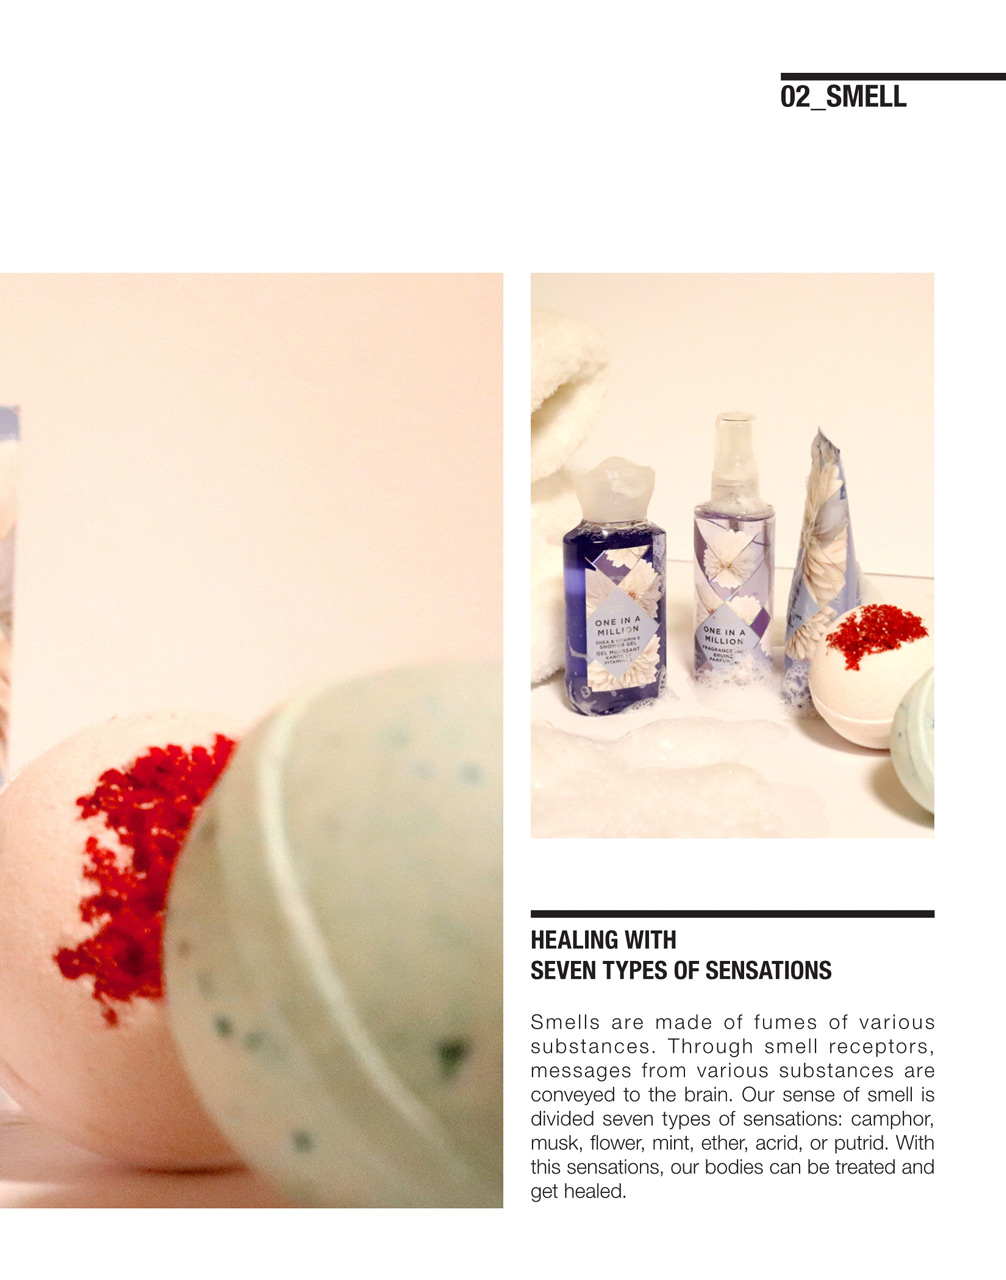 02_SMELL
ONE IN A
MILLION
SHEA & VITAMIN E
SHOWER GEL
GEL MOUSSANT
KARITÉ ET
VITAMINE E
ONE IN A
MILLION
FRAGRANCE
BRUINE
HEALING WITH
SEVEN TYPES OF SENSATIONS
Smells are made of fumes of various
substances. Through smell receptors,
messages from various substances are
conveyed to the brain. Our sense of smell is
divided seven types of sensations: camphor,
musk, flower, mint, ether, acrid, or putrid. With
this sensations, our bodies can be treated and
get healed.